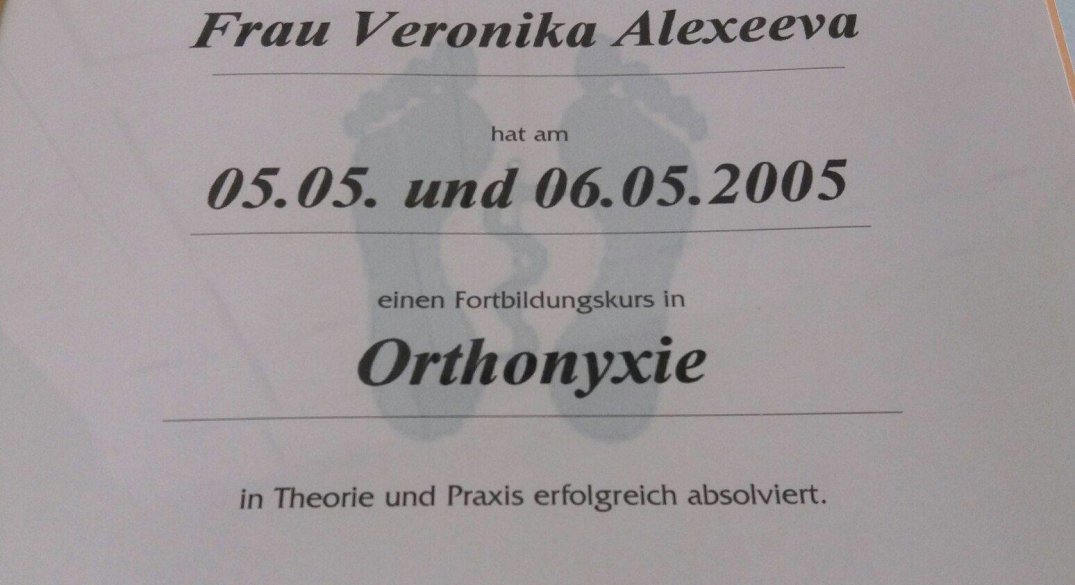 Frau Veronika Alexeeva
hat am
05.05. und 06.05.2005
einen Fortbildungskurs in
Orthonyxie
in Theorie und Praxis erfolgreich absolviert.